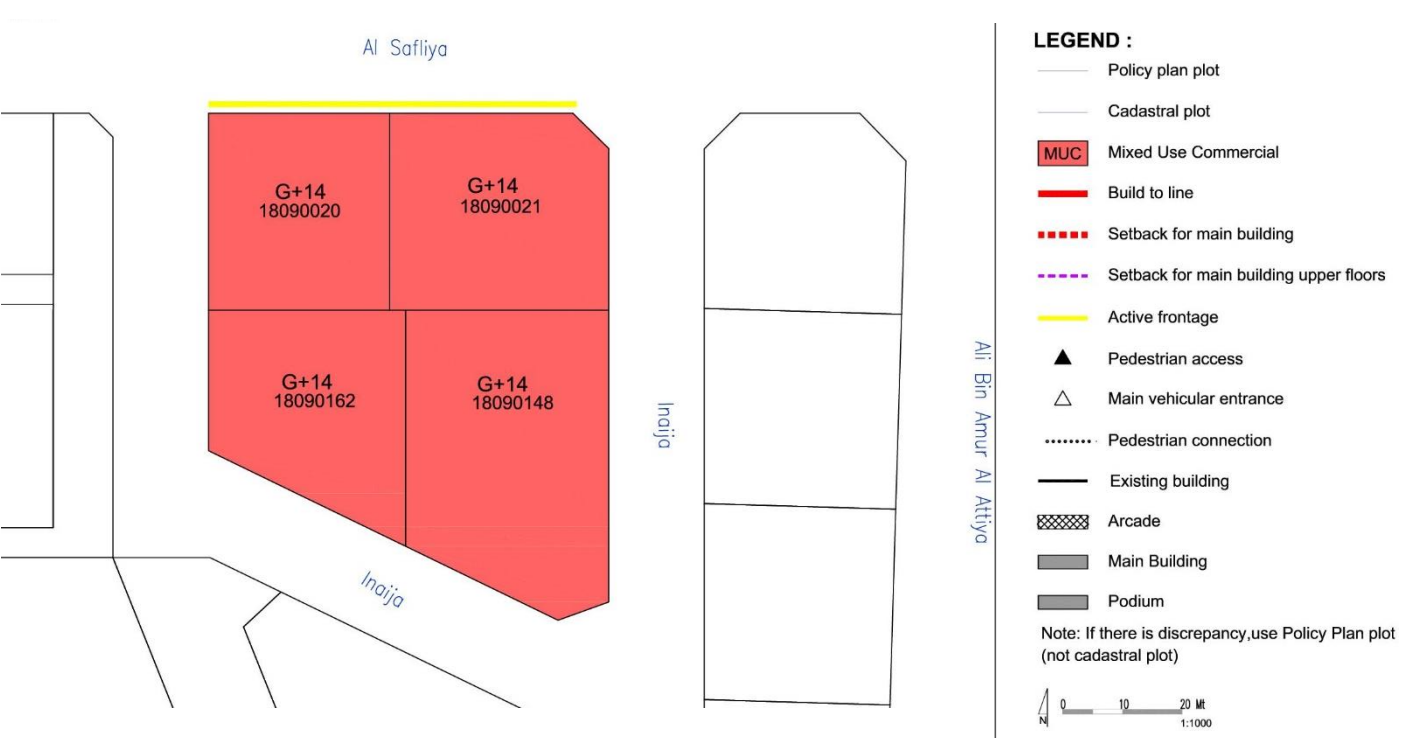 Al Safliya
G+14
18090020
G+14
18090021
G+14
18090162
G+14
18090148
Inaija
Inaija
Ali Bin Amur Al Attiya
LEGEND :
Policy plan plot
Cadastral plot
MUC Mixed Use Commercial
Build to line
Setback for main building
Setback for main building upper floors
Active frontage
Pedestrian access
Main vehicular entrance
Pedestrian connection
Existing building
Arcade
Main Building
Podium
Note: If there is discrepancy,use Policy Plan plot
(not cadastral plot)
N 0 10 20 Mt
1:1000